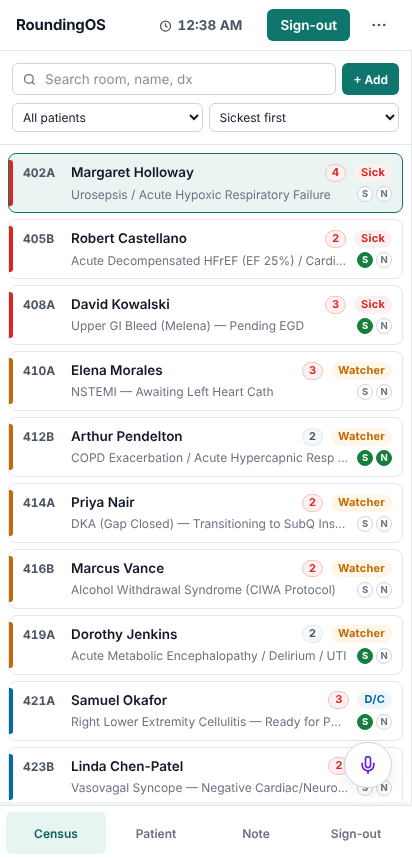 RoundingOS 12:38 AM Sign-out ...
Search room, name, dx + Add
All patients Sickest first
402A Margaret Holloway 4 Sick
Urosepsis / Acute Hypoxic Respiratory Failure S N
405B Robert Castellano 2 Sick
Acute Decompensated HFrEF (EF 25%) / Cardi... S N
408A David Kowalski 3 Sick
Upper GI Bleed (Melena) — Pending EGD S N
410A Elena Morales 3 Watcher
NSTEMI — Awaiting Left Heart Cath S N
412B Arthur Pendelton 2 Watcher
COPD Exacerbation / Acute Hypercapnic Resp ... S N
414A Priya Nair 2 Watcher
DKA (Gap Closed) — Transitioning to SubQ Ins... S N
416B Marcus Vance 2 Watcher
Alcohol Withdrawal Syndrome (CIWA Protocol) S N
419A Dorothy Jenkins 2 Watcher
Acute Metabolic Encephalopathy / Delirium / UTI S N
421A Samuel Okafor 3 D/C
Right Lower Extremity Cellulitis — Ready for P... S N
423B Linda Chen-Patel 2
Vasovagal Syncope — Negative Cardiac/Neuro... S N
Census Patient Note Sign-out